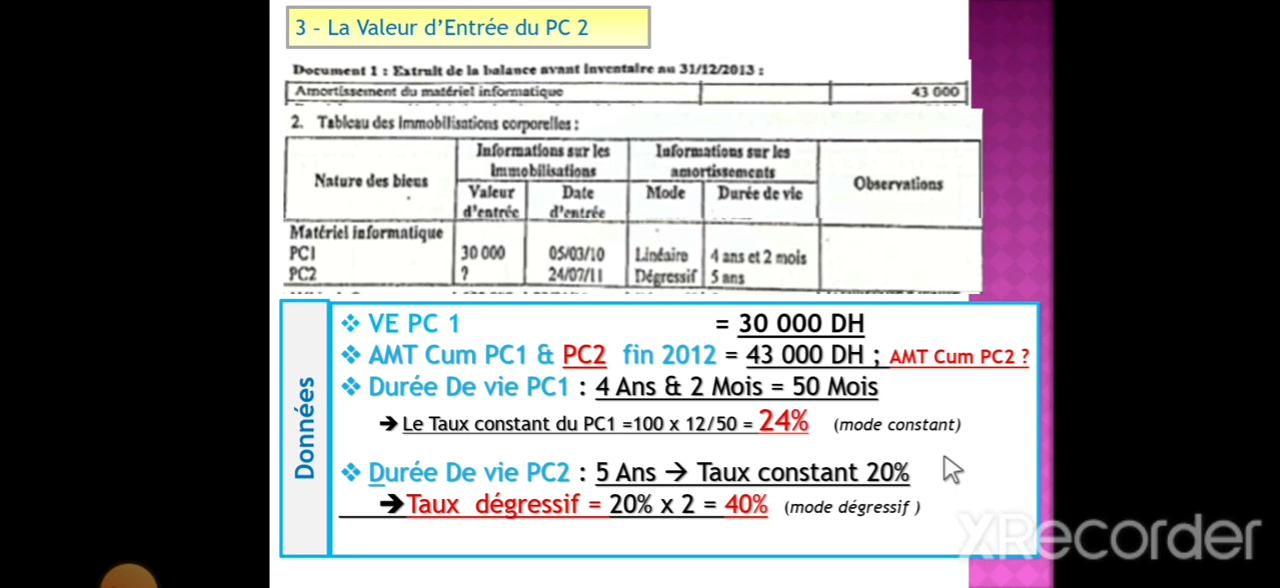 3 - La Valeur d'Entrée du PC 2
Document 1 : Extrait de la balance avant inventaire au 31/12/2013 :
Amortissement du matériel informatique 43 000
2. Tableau des immobilisations corporelles :
Nature des biens Informations sur les Immobilisations Informations sur les amortissements Observations
Valeur d'entrée Date d'entrée Mode Durée de vie
Matériel informatique
PC1 30 000 05/03/10 Linéaire 4 ans et 2 mois
PC2 ? 24/07/11 Dégressif 5 ans
Données
❖ VE PC 1 = 30 000 DH
❖ AMT Cum PC1 & PC2 fin 2012 = 43 000 DH ; AMT Cum PC2 ?
❖ Durée De vie PC1 : 4 Ans & 2 Mois = 50 Mois
➔ Le Taux constant du PC1 =100 x 12/50 = 24% (mode constant)
❖ Durée De vie PC2 : 5 Ans → Taux constant 20%
➔Taux dégressif = 20% x 2 = 40% (mode dégressif )
XRecorder